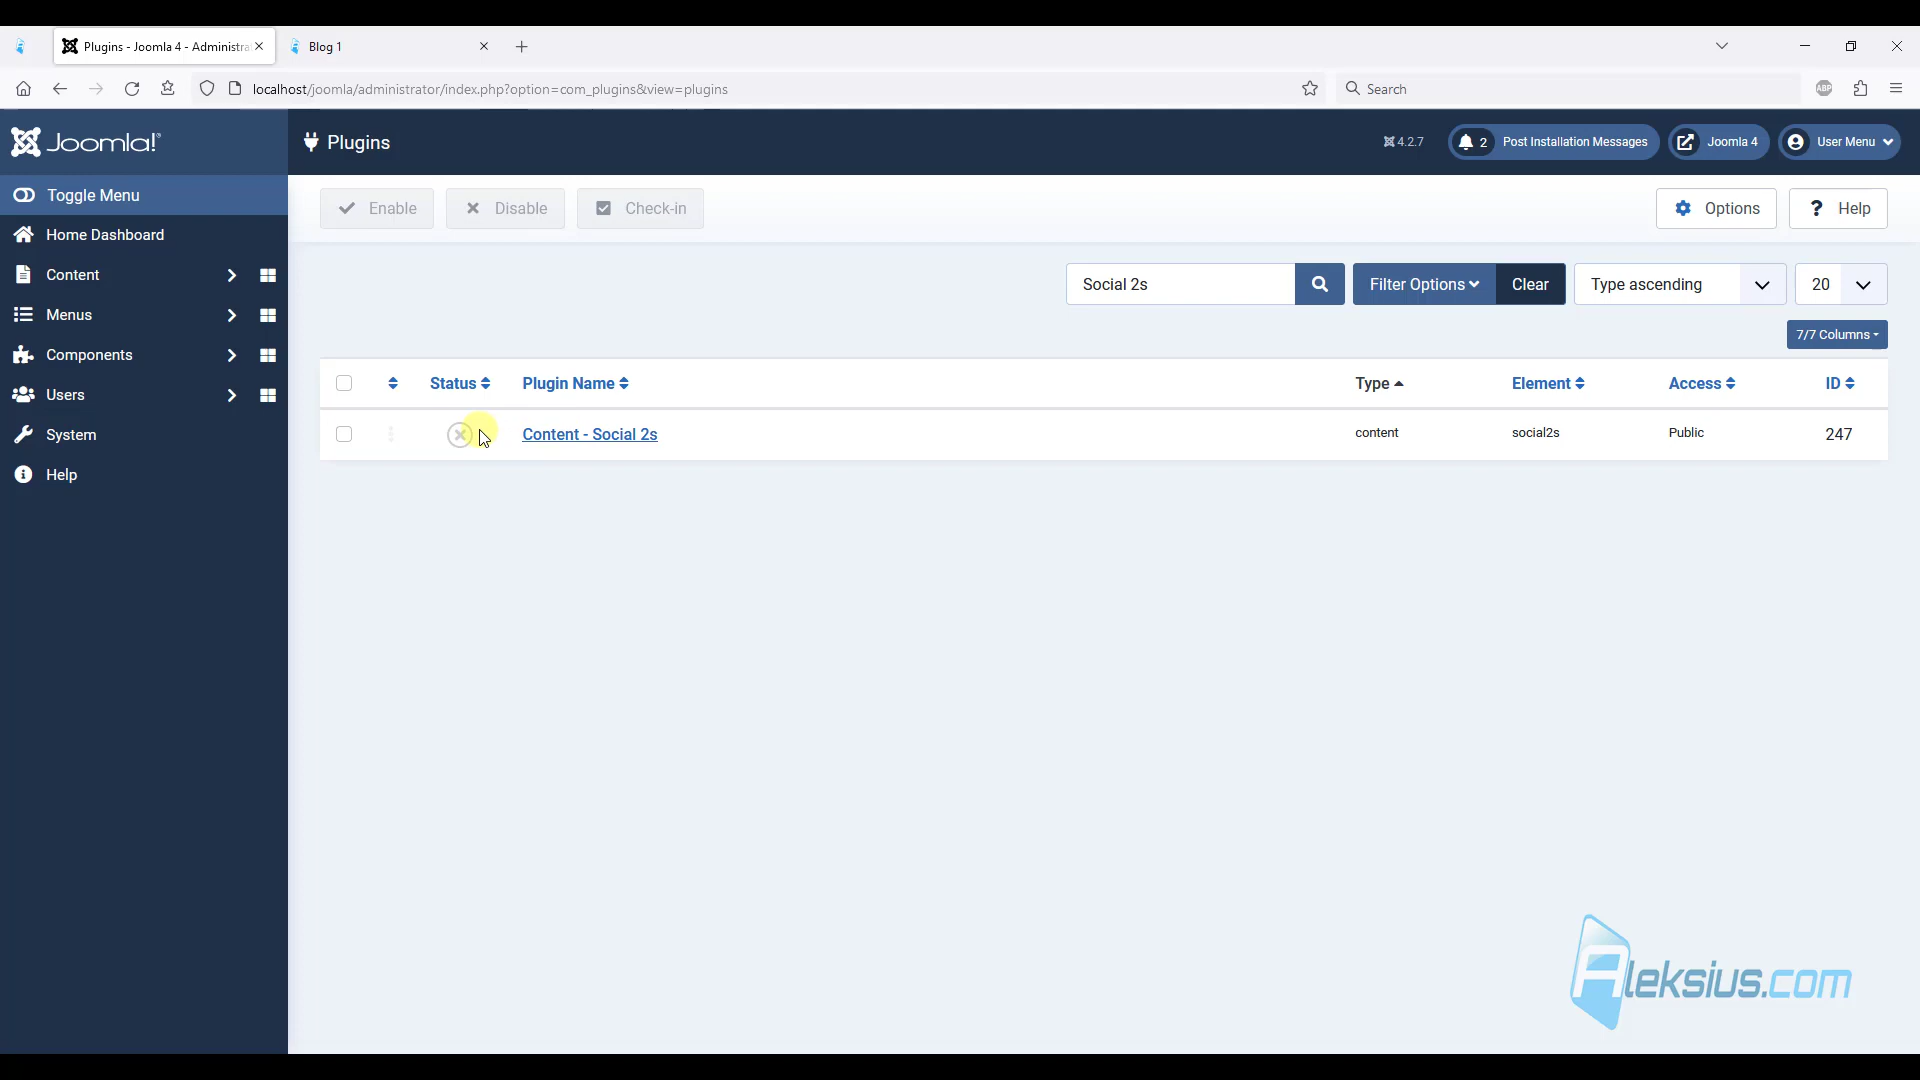 Plugins - Joomla 4 - Administra
Blog 1
localhost/joomla/administrator/index.php?option=com_plugins&view=plugins
Search
ABP
Joomla!®
Plugins
4.2.7
2 Post Installation Messages
Joomla 4
User Menu
Toggle Menu
Enable
Disable
Check-in
Options
? Help
Home Dashboard
Content
Menus
Components
Users
System
Help
Social 2s
Filter Options
Clear
Type ascending
20
7/7 Columns
Status
Plugin Name
Type
Element
Access
ID
Content - Social 2s
content
social2s
Public
247
Aleksius.com